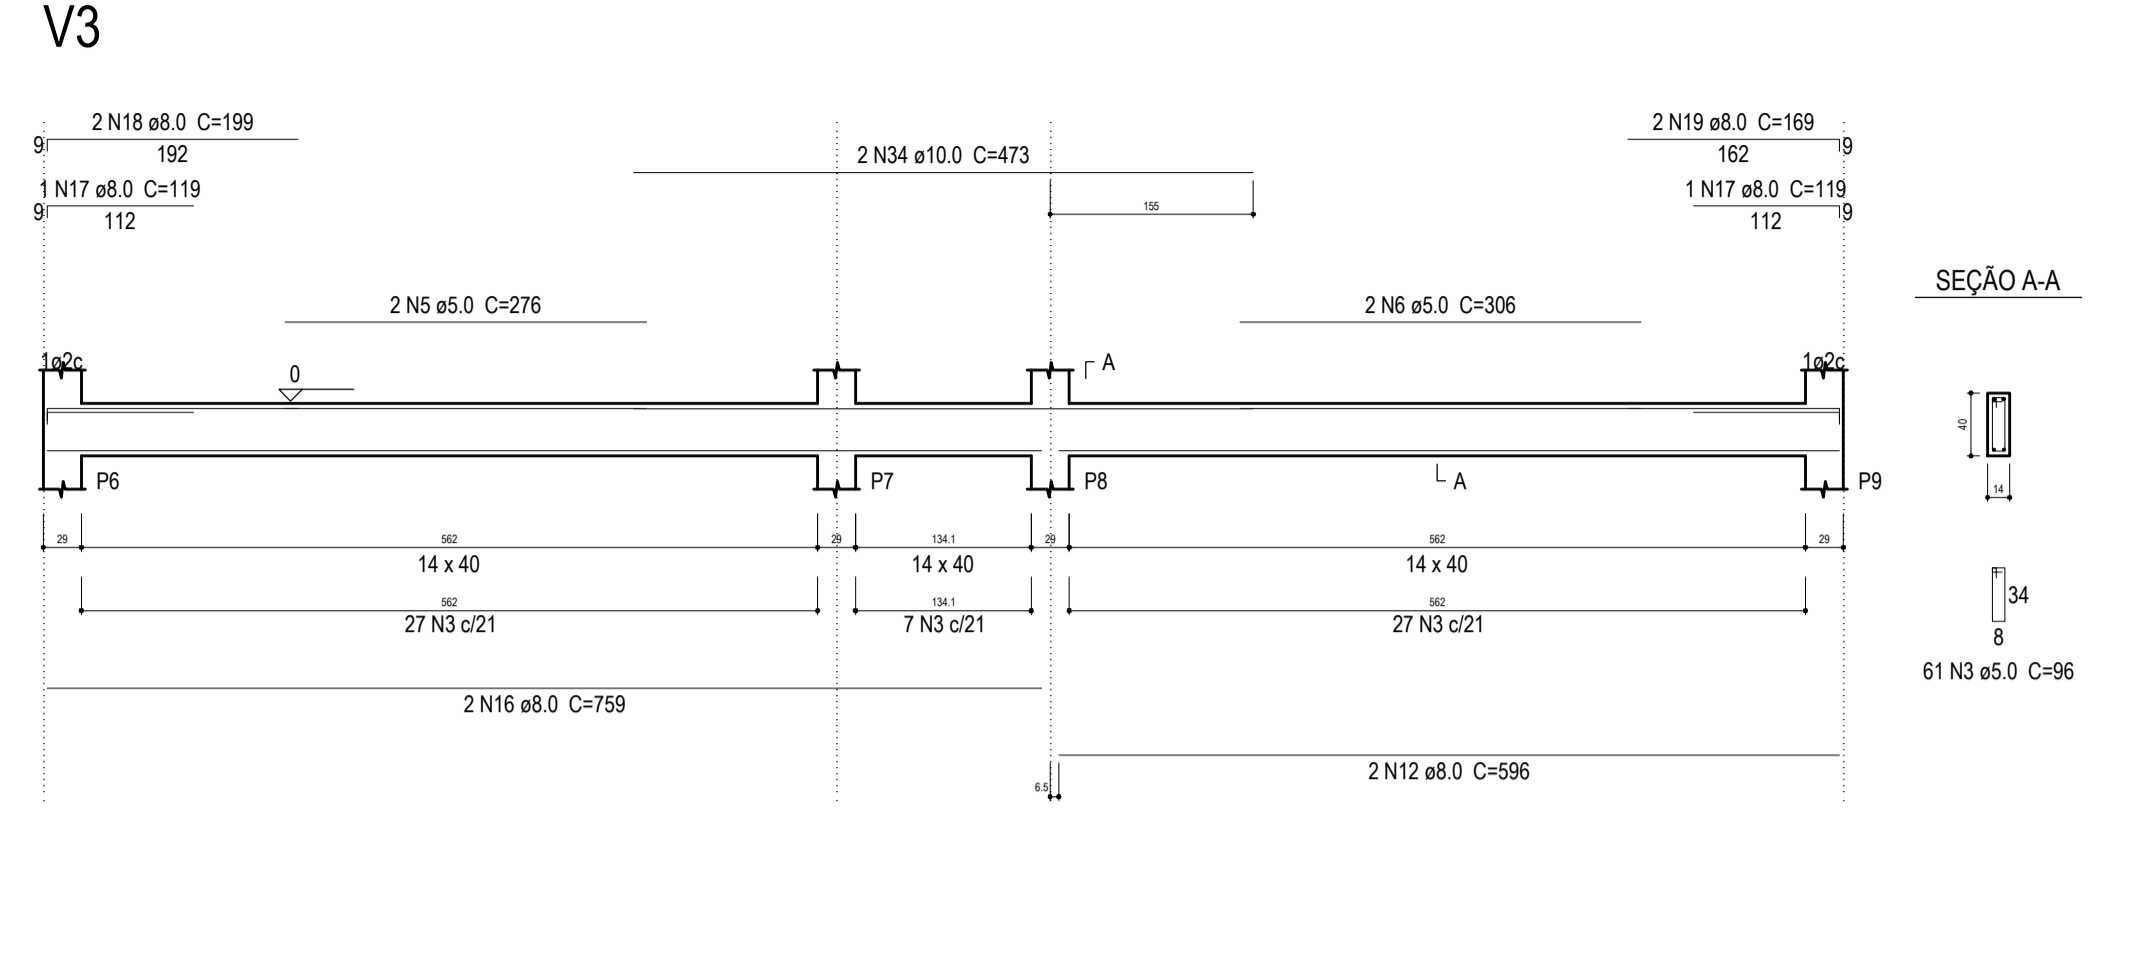 V3
2 N18 ø8.0 C=199
9
192
1 N17 ø8.0 C=119
9
112
2 N34 ø10.0 C=473
155
2 N19 ø8.0 C=169
9
162
1 N17 ø8.0 C=119
9
112
SEÇÃO A-A
2 N5 ø5.0 C=276
2 N6 ø5.0 C=306
1ø2c
0
A
1ø2c
40
14
P6
P7
P8
A
P9
29
562
29
134.1
29
562
29
14 x 40
14 x 40
14 x 40
562
134.1
562
27 N3 c/21
7 N3 c/21
27 N3 c/21
34
8
61 N3 ø5.0 C=96
2 N16 ø8.0 C=759
2 N12 ø8.0 C=596
6.5